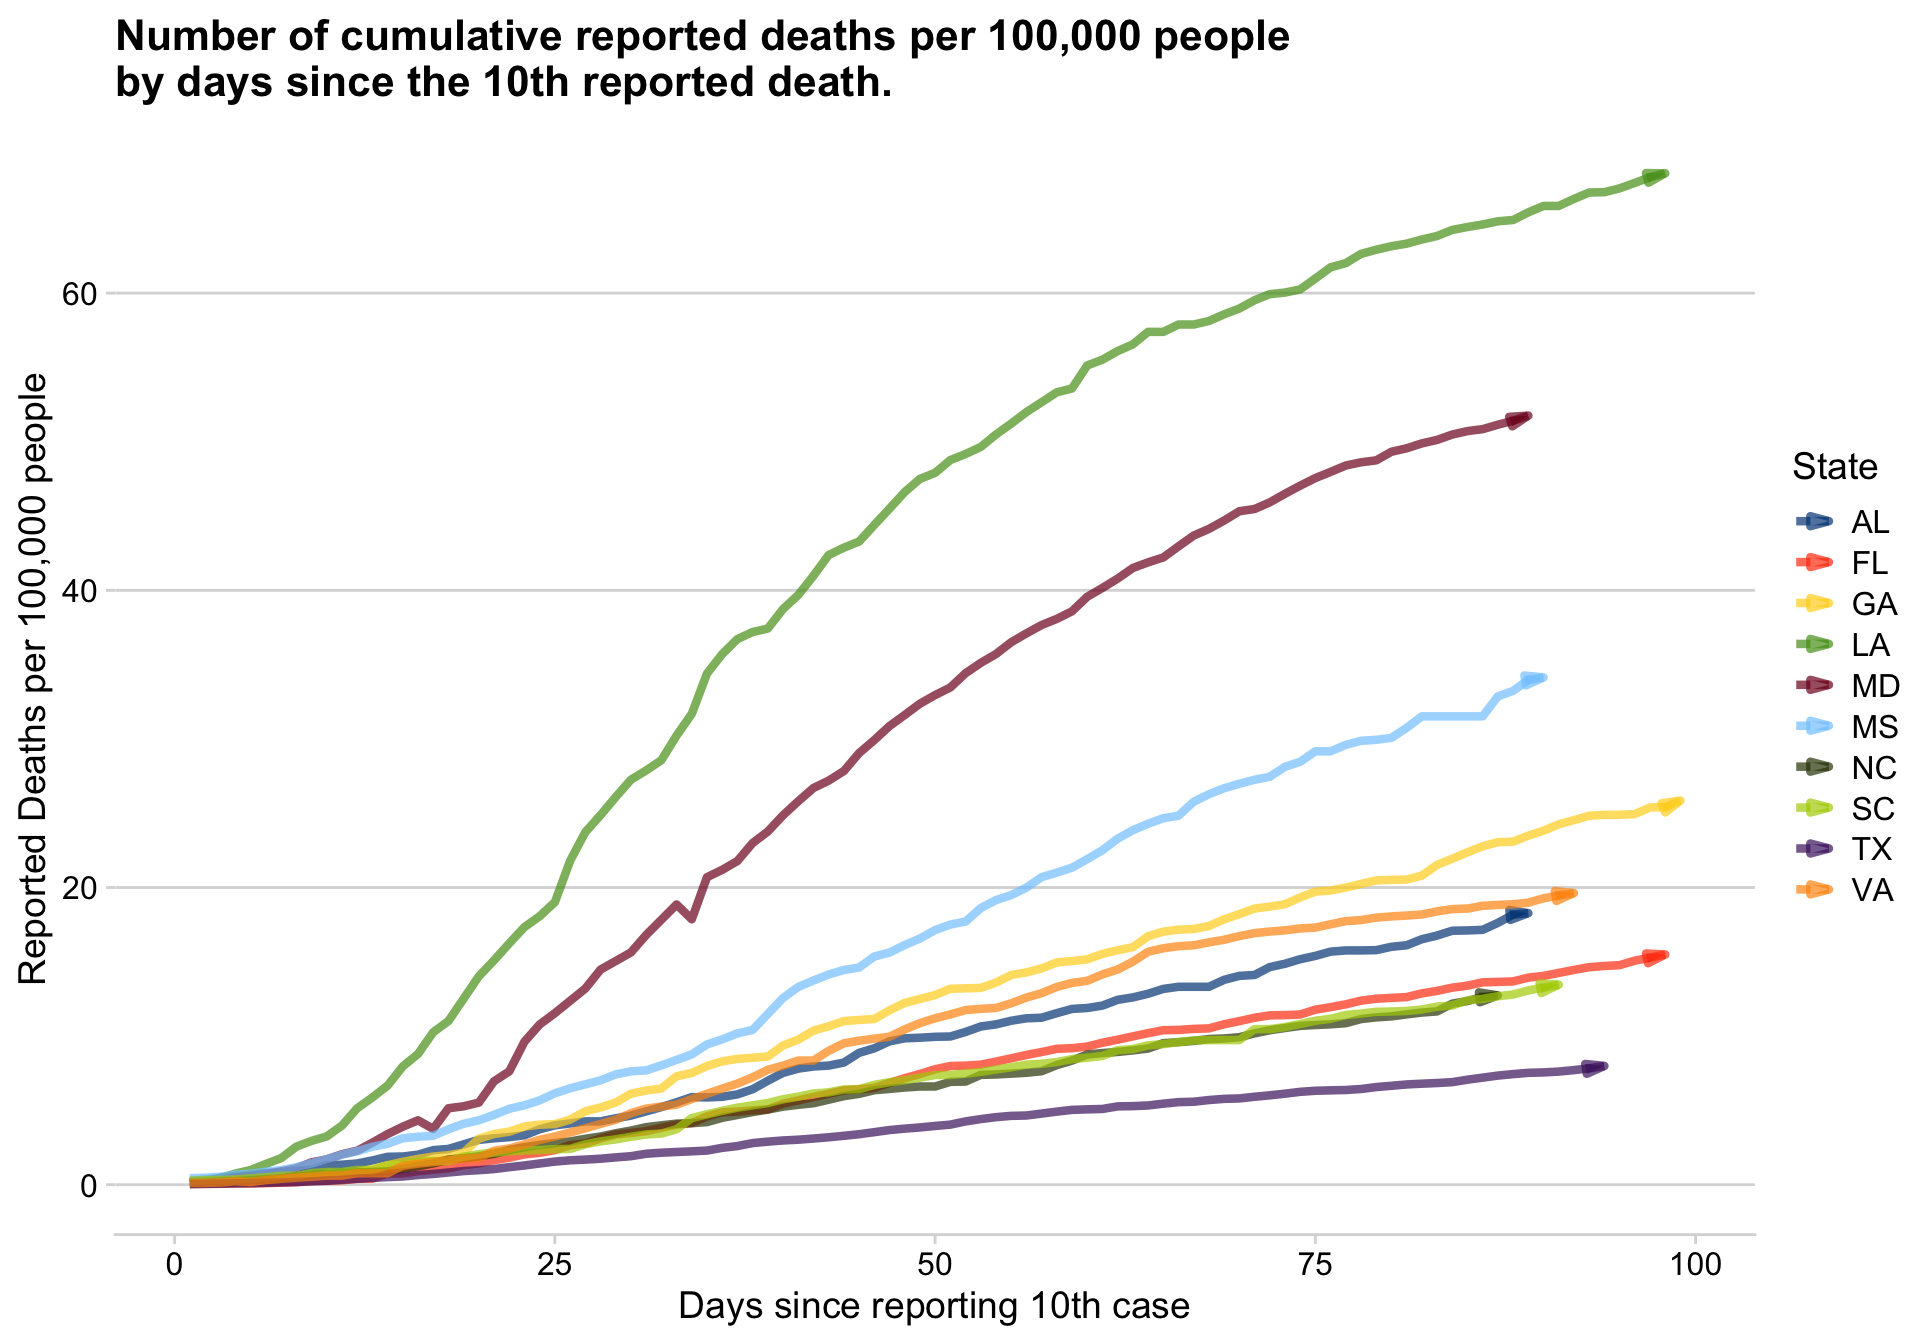 Number of cumulative reported deaths per 100,000 people
by days since the 10th reported death.
Reported Deaths per 100,000 people
60
40
20
0
0 25 50 75 100
Days since reporting 10th case
State
AL
FL
GA
LA
MD
MS
NC
SC
TX
VA